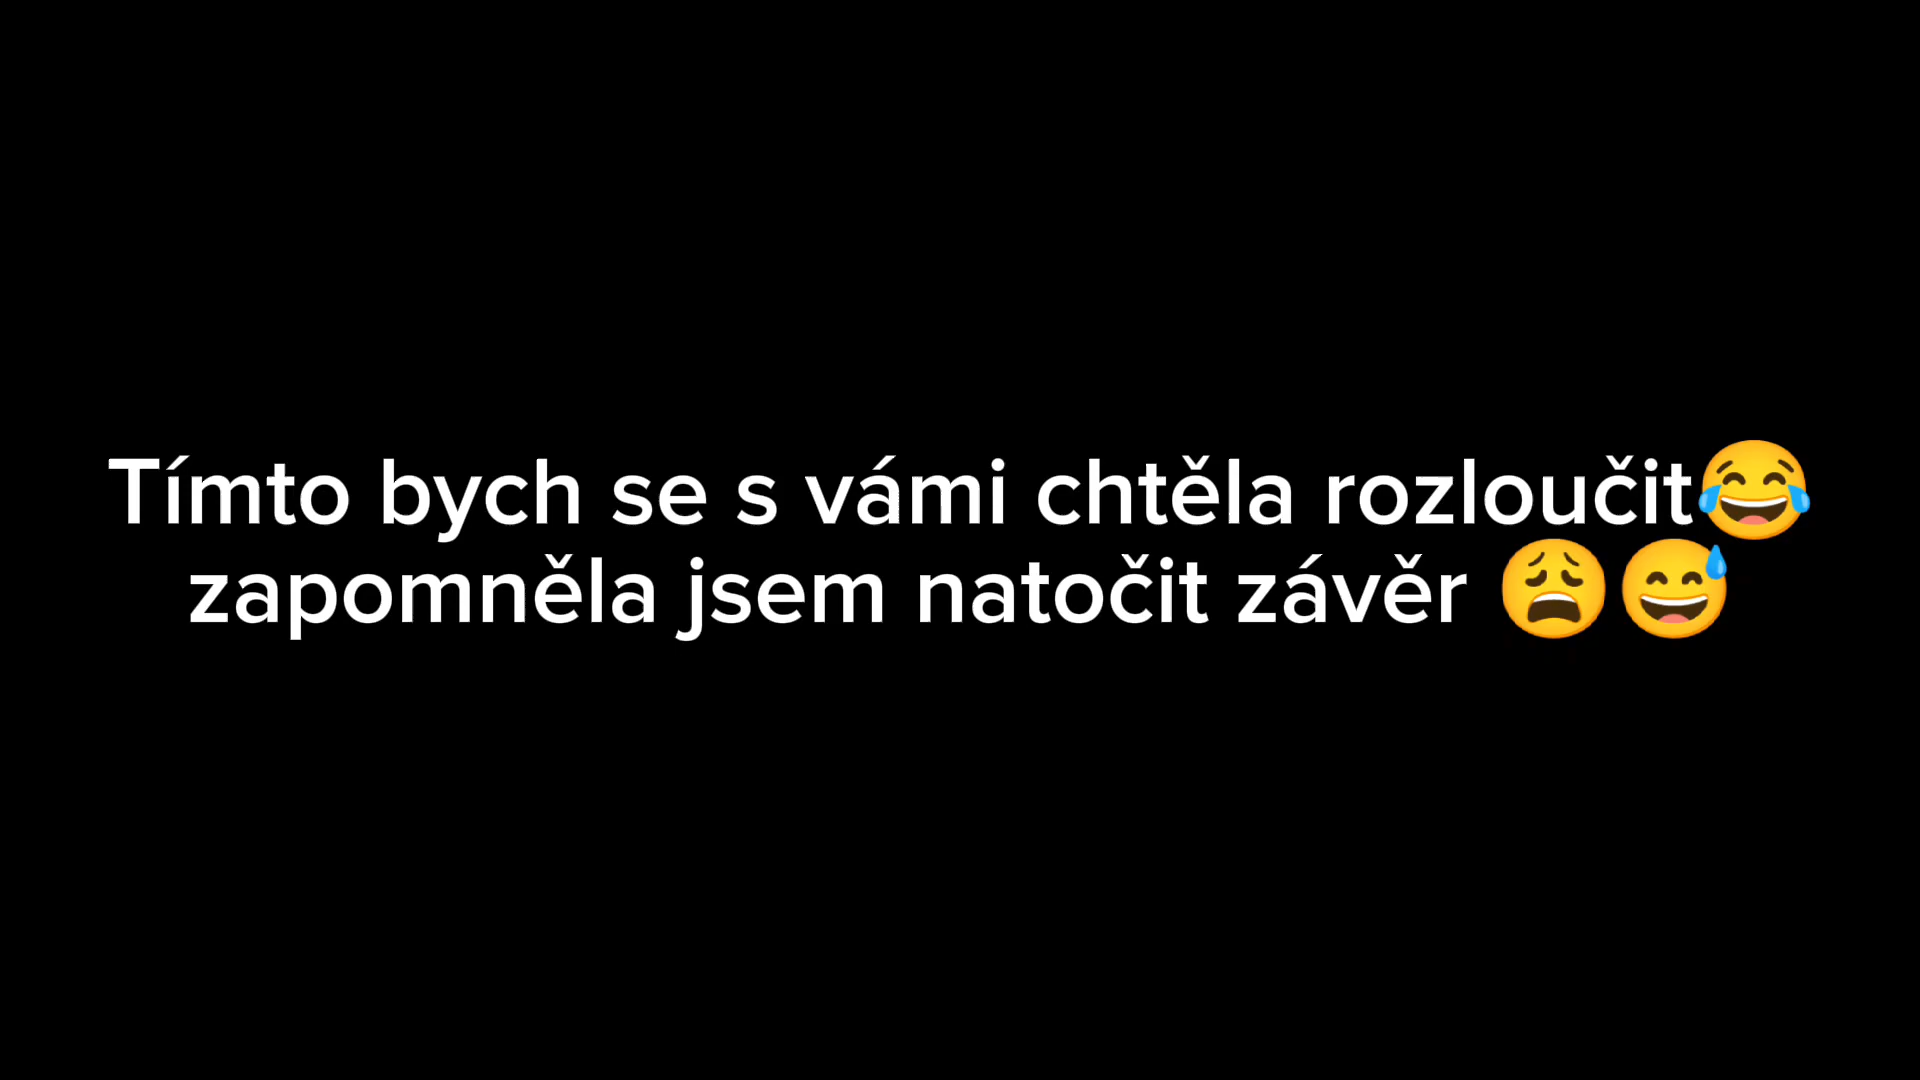 Tímto bych se s vámi chtěla rozloučit😂
zapomněla jsem natočit závěr 😩😅